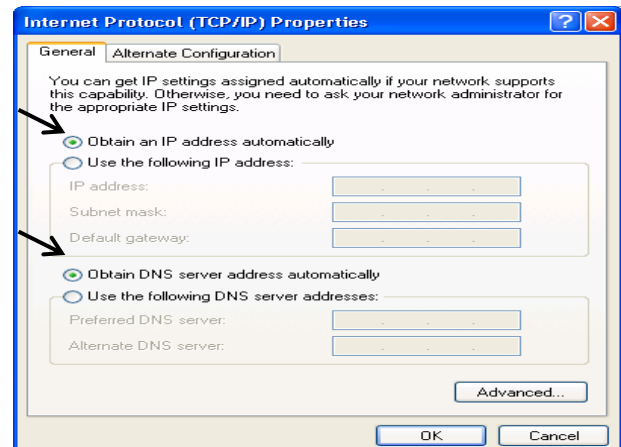 Internet Protocol (TCP/IP) Properties
General
Alternate Configuration
You can get IP settings assigned automatically if your network supports
this capability. Otherwise, you need to ask your network administrator for
the appropriate IP settings.
Obtain an IP address automatically
Use the following IP address:
IP address:
Subnet mask:
Default gateway:
Obtain DNS server address automatically
Use the following DNS server addresses:
Preferred DNS server:
Alternate DNS server:
Advanced...
OK
Cancel